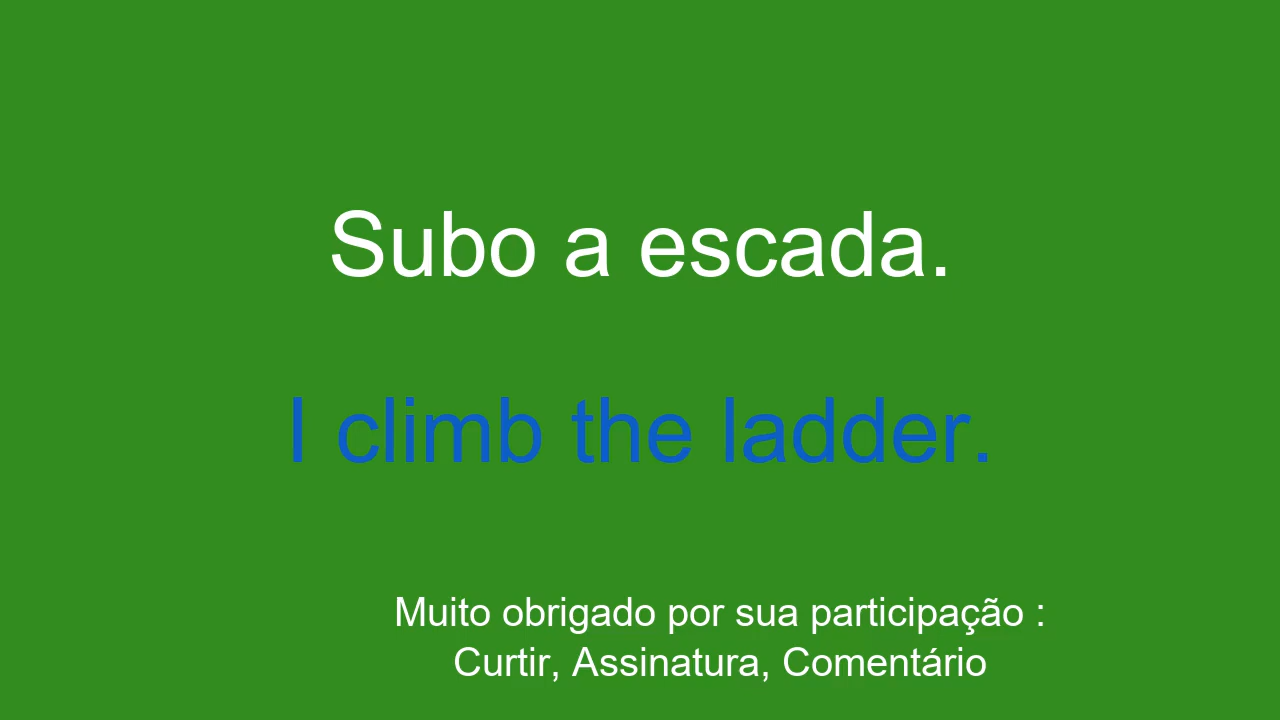 Subo a escada.
I climb the ladder.
Muito obrigado por sua participação :
Curtir, Assinatura, Comentário